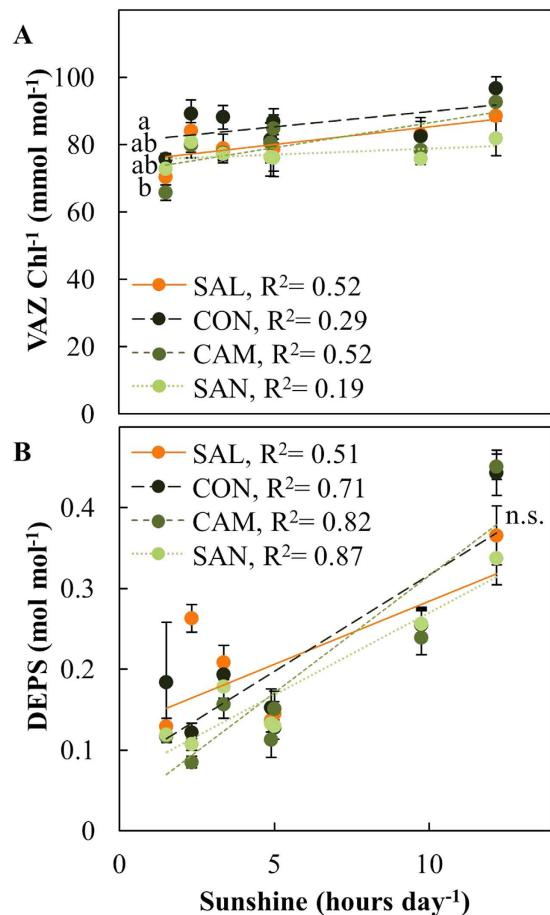 A
100
80
60
40
20
0
VAZ Chl⁻¹ (mmol mol⁻¹)
a
ab
ab
b
SAL, R²= 0.52
CON, R²= 0.29
CAM, R²= 0.52
SAN, R²= 0.19
B
0.4
0.3
0.2
0.1
0
DEPS (mol mol⁻¹)
SAL, R²= 0.51
CON, R²= 0.71
CAM, R²= 0.82
SAN, R²= 0.87
n.s.
0 5 10
Sunshine (hours day⁻¹)